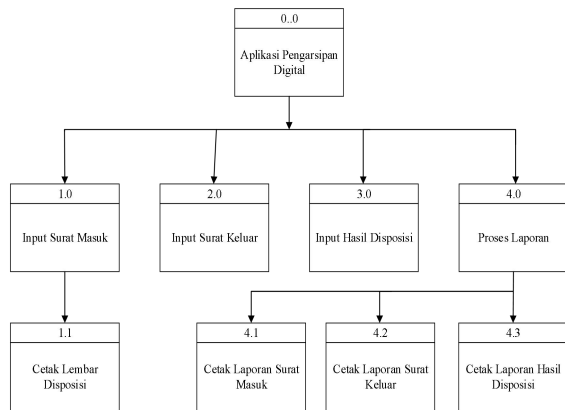 0..0
Aplikasi Pengarsipan
Digital
1.0
Input Surat Masuk
2.0
Input Surat Keluar
3.0
Input Hasil Disposisi
4.0
Proses Laporan
1.1
Cetak Lembar
Disposisi
4.1
Cetak Laporan Surat
Masuk
4.2
Cetak Laporan Surat
Keluar
4.3
Cetak Laporan Hasil
Disposisi